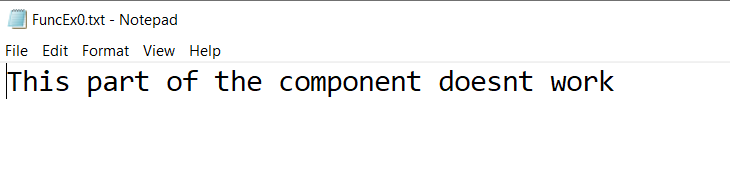 FuncEx0.txt - Notepad
File Edit Format View Help
This part of the component doesnt work